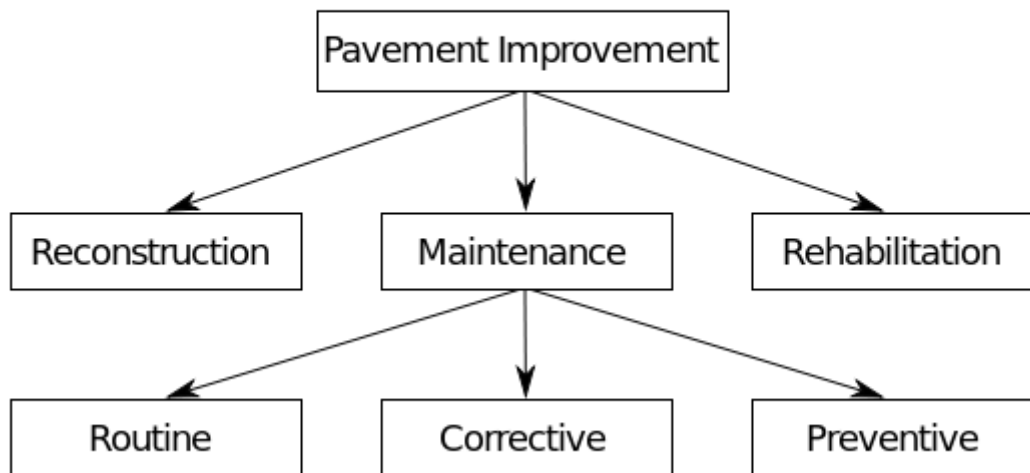 Pavement Improvement
Reconstruction
Maintenance
Rehabilitation
Routine
Corrective
Preventive